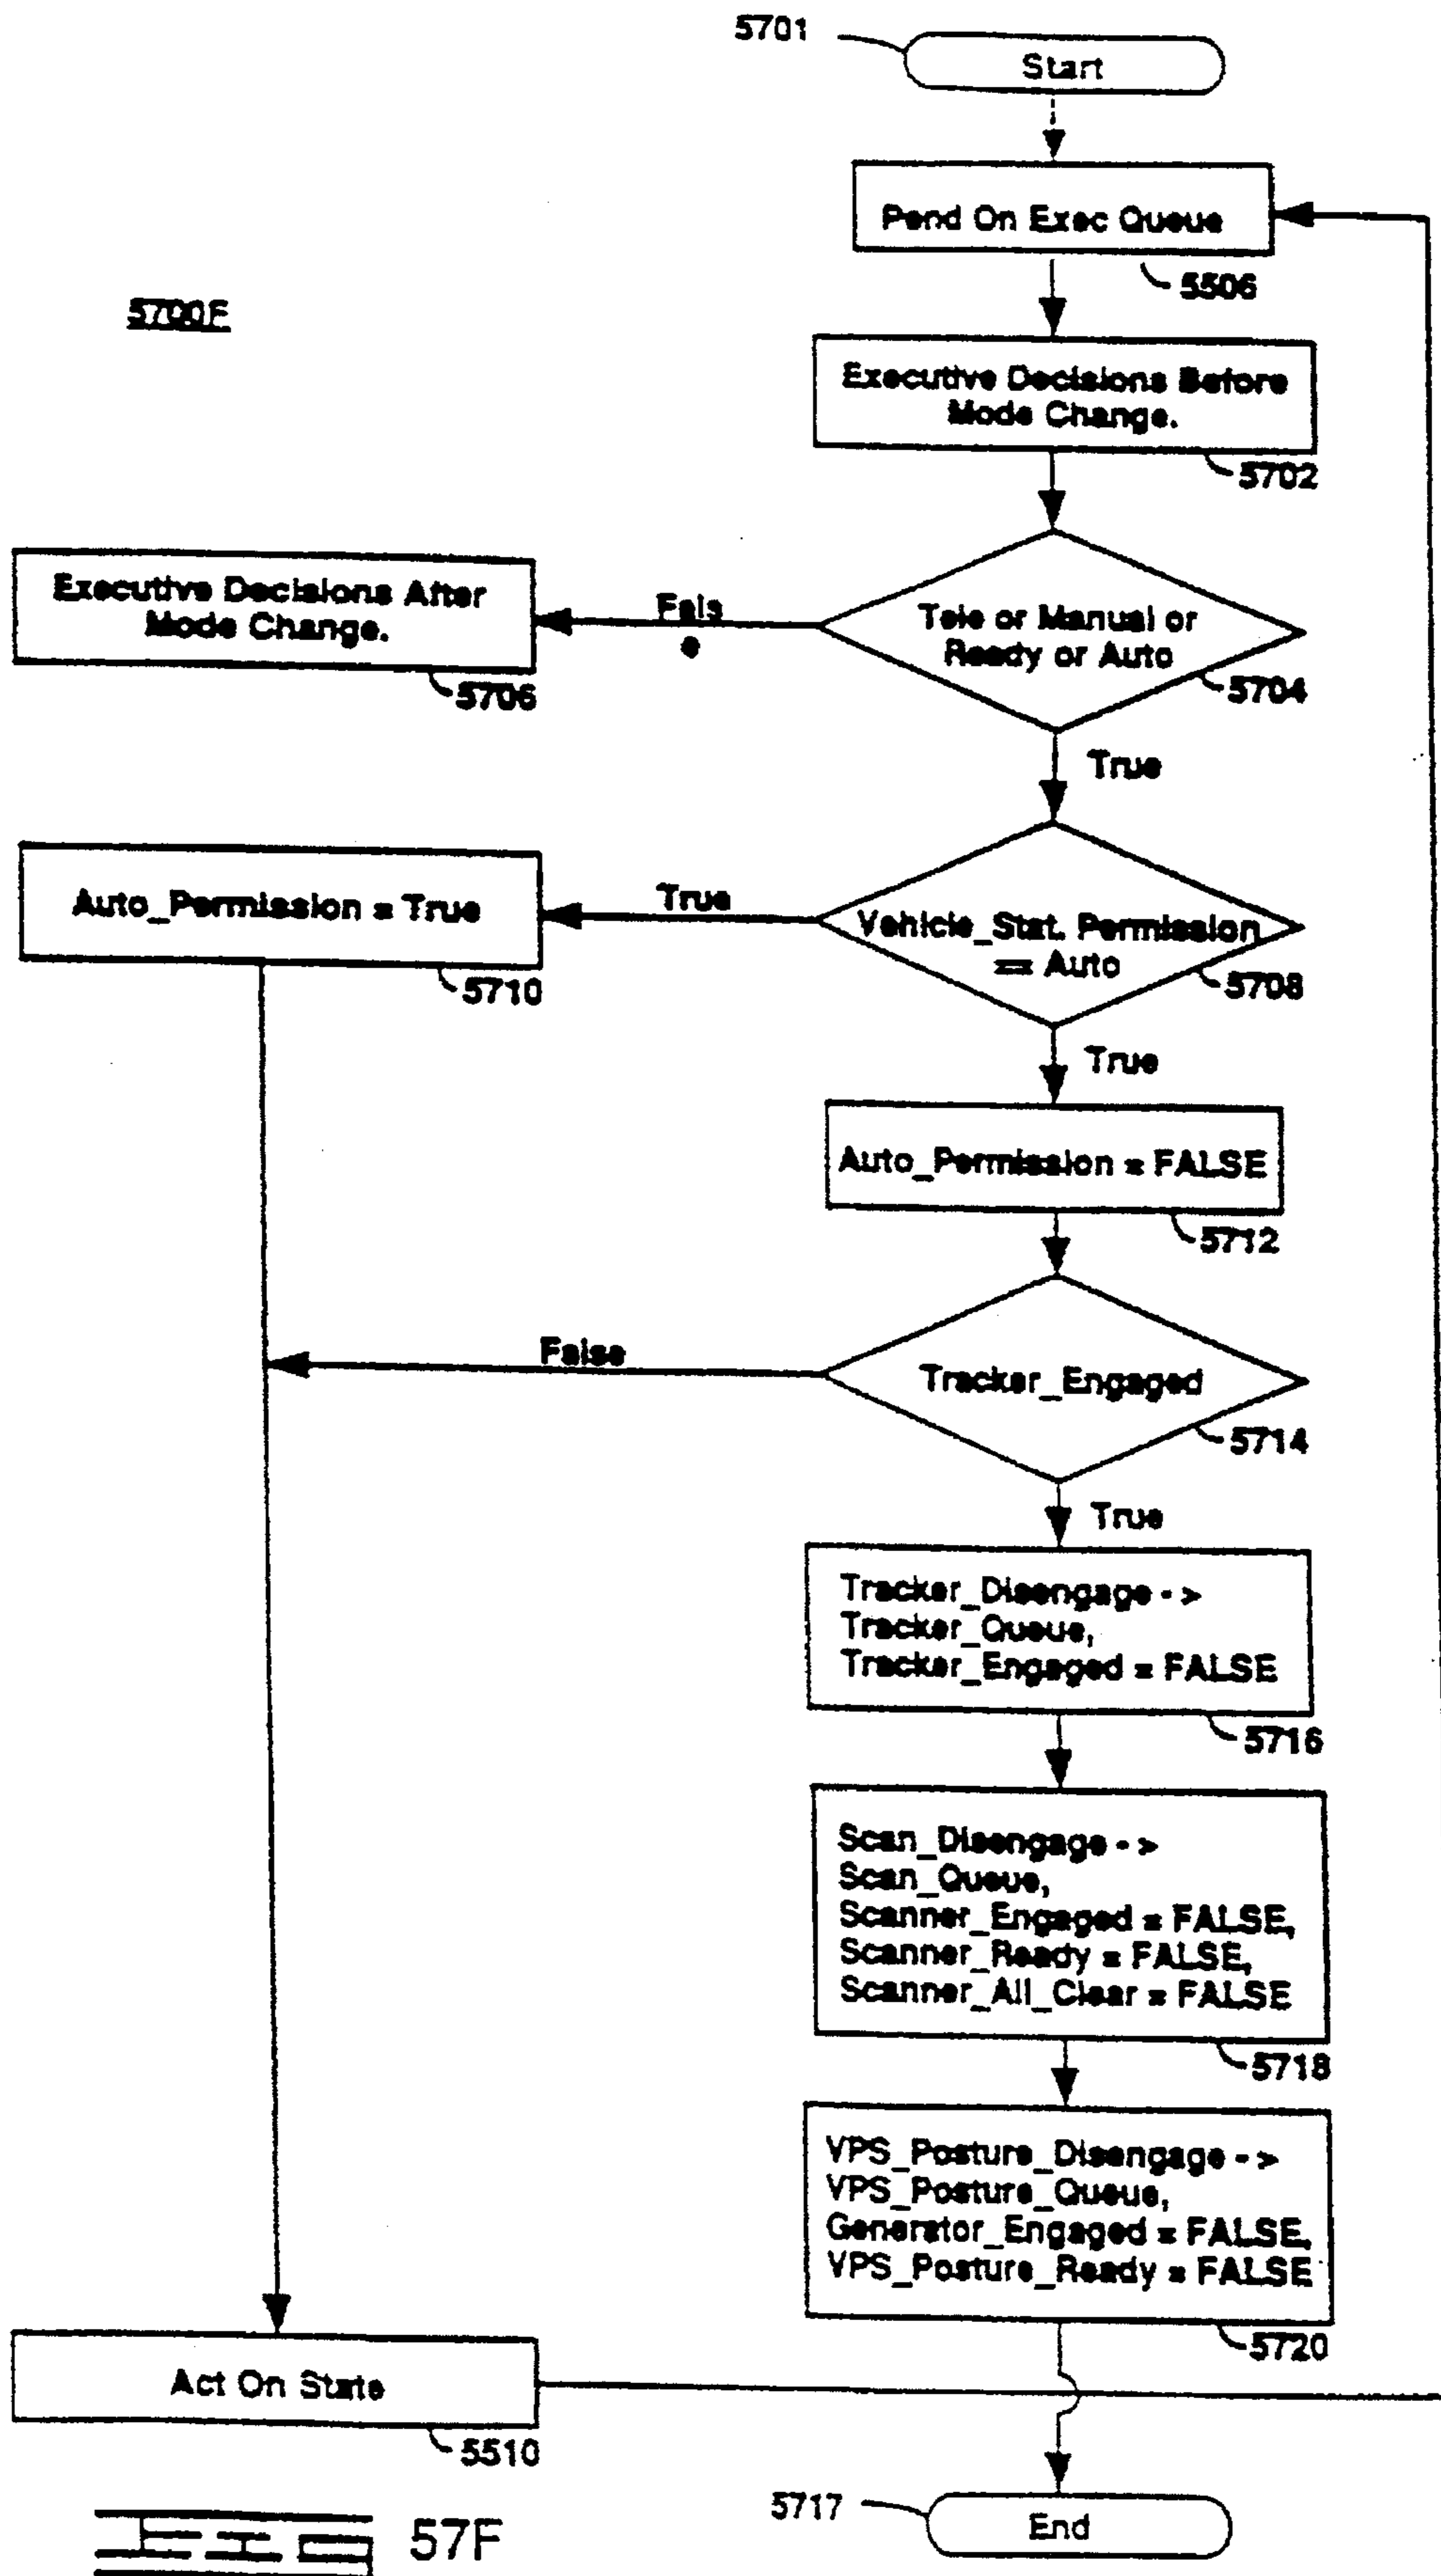 5701
Start
Pend On Exec Queue
5506
5700F
Executive Decisions Before
Mode Change.
5702
Executive Decisions After
Mode Change.
5706
Fals
e
Tele or Manual or
Ready or Auto
5704
True
Auto_Permission = True
5710
True
Vehicle_Stat. Permission
== Auto
5708
True
Auto_Permission = FALSE
5712
False
Tracker_Engaged
5714
True
Tracker_Disengage ->
Tracker_Queue,
Tracker_Engaged = FALSE
5716
Scan_Disengage ->
Scan_Queue,
Scanner_Engaged = FALSE,
Scanner_Ready = FALSE,
Scanner_All_Clear = FALSE
5718
VPS_Posture_Disengage ->
VPS_Posture_Queue,
Generator_Engaged = FALSE,
VPS_Posture_Ready = FALSE
5720
Act On State
5510
5717
End
57F